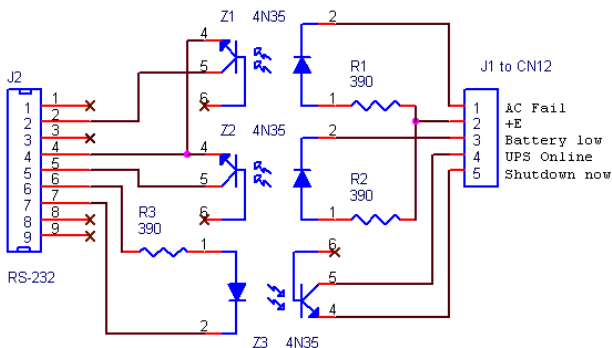 Z1 4N35
J2
1
2
3
4
5
6
7
8
9
RS-232
4
5
6
2
1
R1
390
Z2 4N35
4
5
6
2
1
R2
390
R3
390
1
2
6
5
4
Z3 4N35
J1 to CN12
1 AC Fail
2 +E
3 Battery low
4 UPS Online
5 Shutdown now
1
2
3
4
5
6
7
8
9